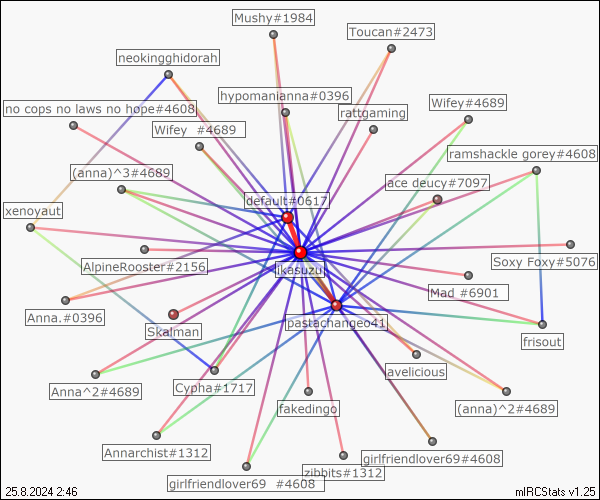 Mushy#1984
Toucan#2473
neokingghidorah
hypomanianna#0396
no cops no laws no hope#4608
rattgaming
Wifey#4689
Wifey  #4689
ramshackle gorey#4608
(anna)^3#4689
ace deucy#7097
default#0617
xenoyaut
AlpineRooster#2156
ikasuzu
Soxy Foxy#5076
Mad #6901
Anna.#0396
Skalman
pastachangeo41
frisout
avelicious
Anna^2#4689
Cypha#1717
fakedingo
(anna)^2#4689
Annarchist#1312
girlfriendlover69#4608
zibbits#1312
girlfriendlover69  #4608
25.8.2024 2:46
mIRCStats v1.25